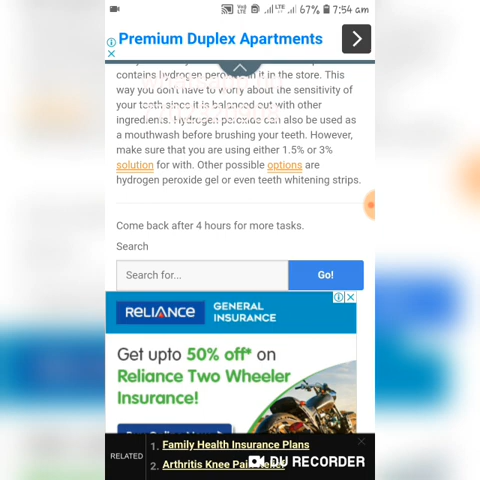 67% 7:54 am
Premium Duplex Apartments
contains hydrogen peroxide in it in the store. This
way you don't have to worry about the sensitivity of
your teeth since it is balanced out with other
ingredients. Hydrogen peroxide can also be used as
a mouthwash before brushing your teeth. However,
make sure that you are using either 1.5% or 3%
solution for with. Other possible options are
hydrogen peroxide gel or even teeth whitening strips.
Come back after 4 hours for more tasks.
Search
Search for... Go!
RELIANCE GENERAL
INSURANCE
Get upto 50% off* on
Reliance Two Wheeler
Insurance!
RELATED
1. Family Health Insurance Plans
2. Arthritis Knee Pain Relief
DU RECORDER